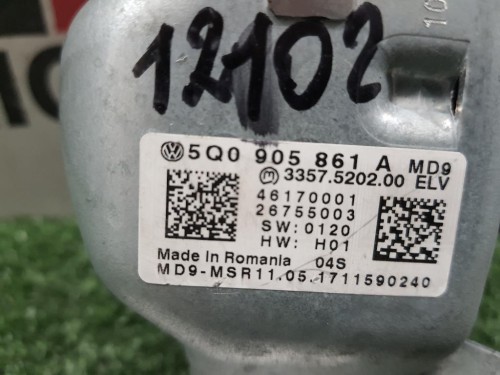 12102
5Q0 905 861 A MD9
3357.5202.00 ELV
46170001
26755003
SW:0120
HW: H01
Made In Romania 04S
MD9-MSR11.05.1711590240